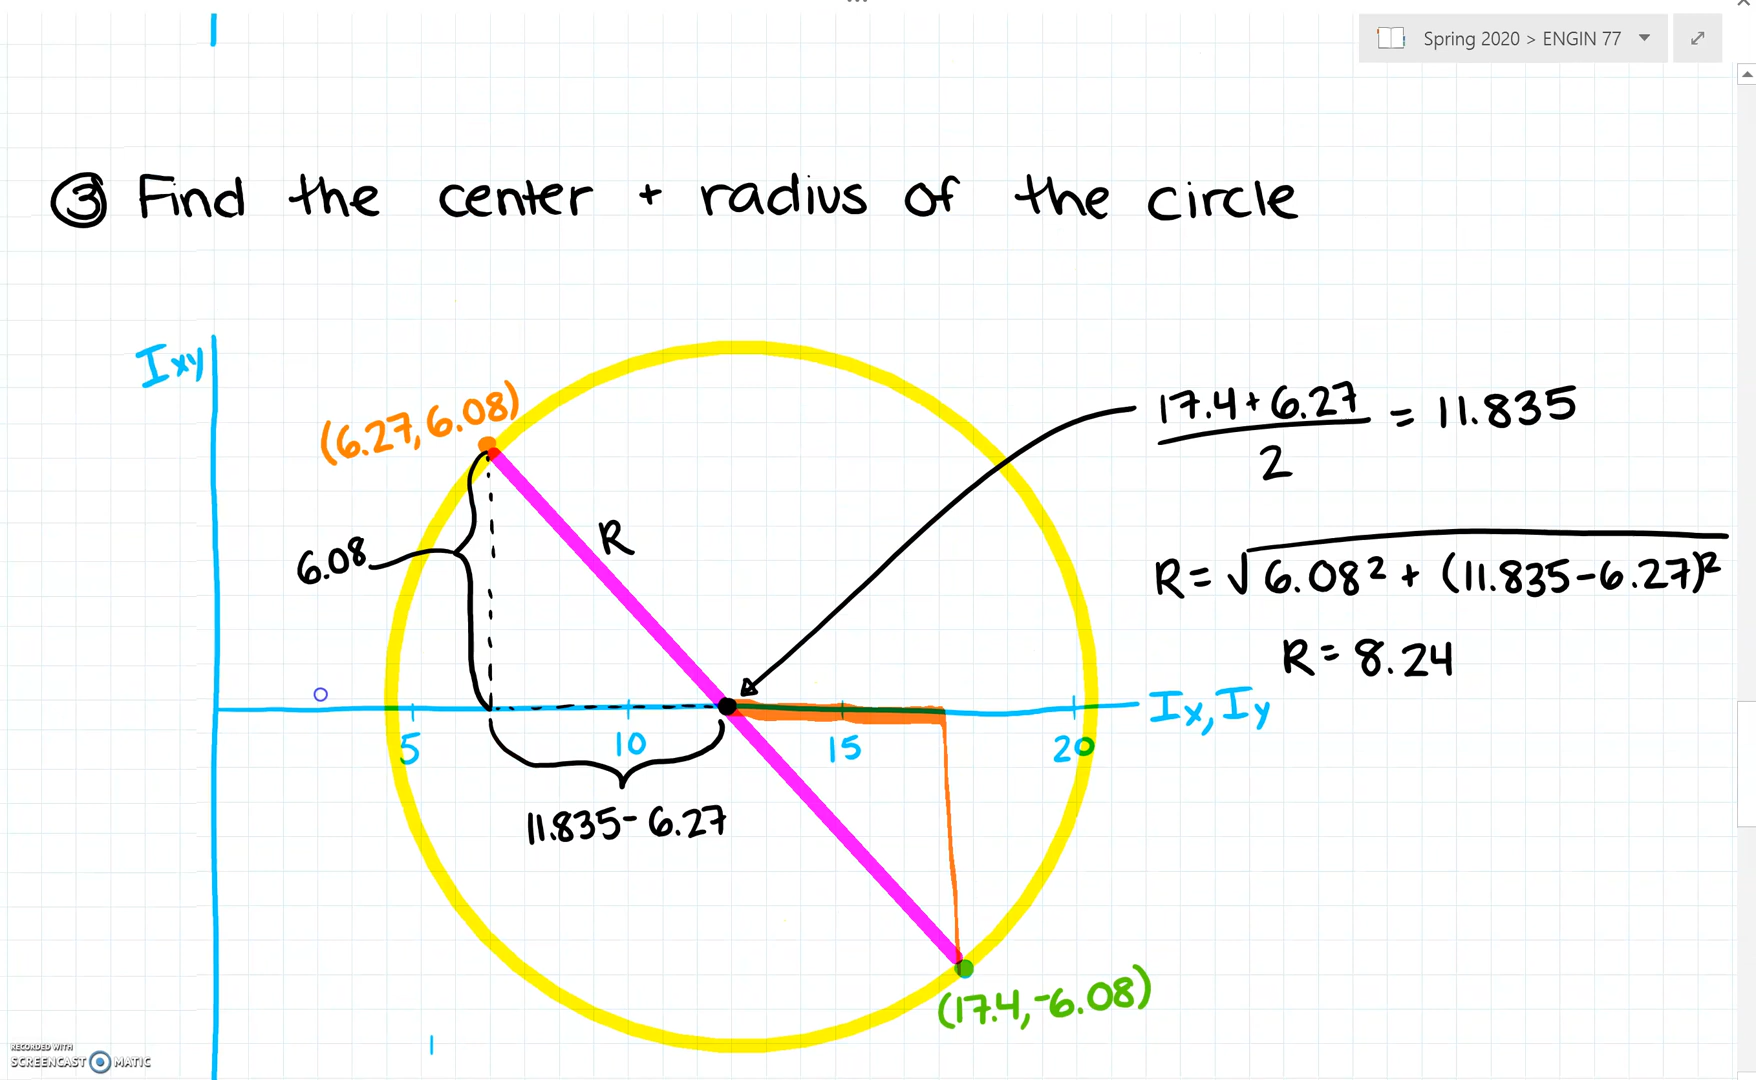 Spring 2020 > ENGIN 77
③ Find the center + radius of the circle
Ixy
(6.27, 6.08)
17.4 + 6.27
2
= 11.835
R
6.08
R = √6.08² + (11.835 - 6.27)²
R = 8.24
Ix, Iy
5
10
15
20
11.835 - 6.27
(17.4, -6.08)
RECORDED WITH
SCREENCAST MATIC